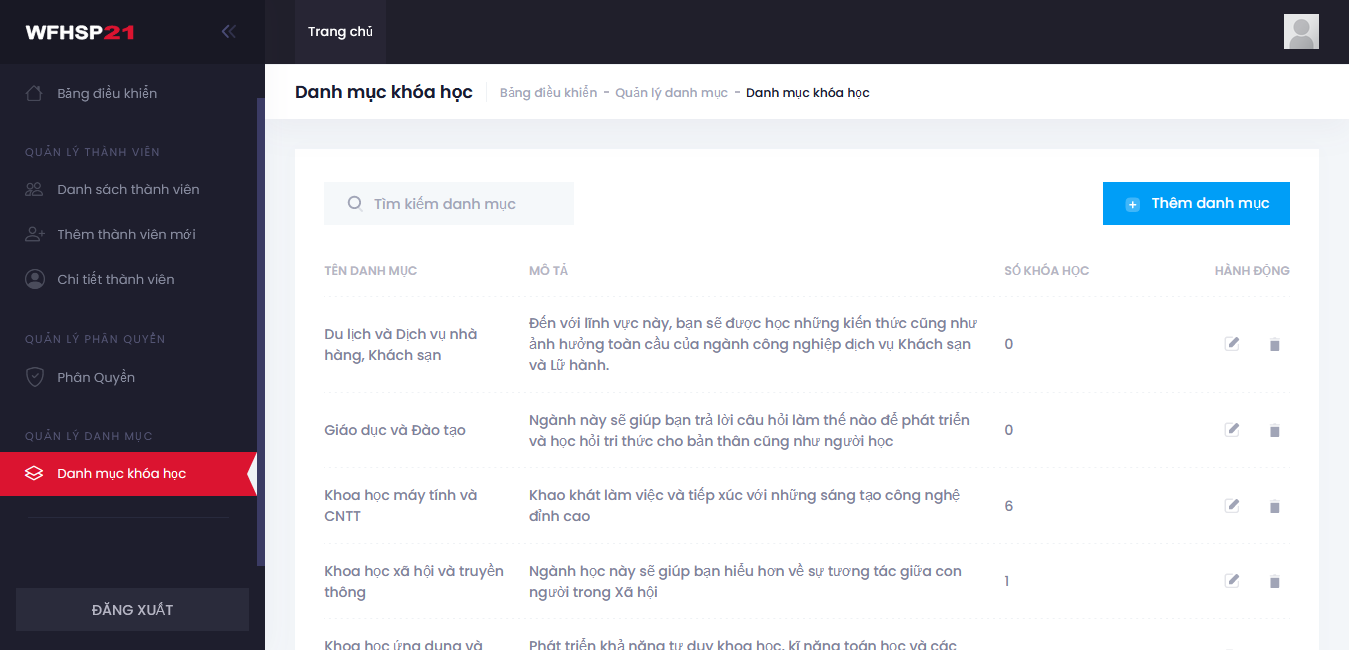 WFHSP21
Trang chủ
Bảng điều khiển
QUẢN LÝ THÀNH VIÊN
Danh sách thành viên
Thêm thành viên mới
Chi tiết thành viên
QUẢN LÝ PHÂN QUYỀN
Phân Quyền
QUẢN LÝ DANH MỤC
Danh mục khóa học
ĐĂNG XUẤT
Danh mục khóa học
Bảng điều khiển - Quản lý danh mục - Danh mục khóa học
Tìm kiếm danh mục
Thêm danh mục
TÊN DANH MỤC MÔ TẢ SỐ KHÓA HỌC HÀNH ĐỘNG
Du lịch và Dịch vụ nhà
hàng, Khách sạn
Đến với lĩnh vực này, bạn sẽ được học những kiến thức cũng như
ảnh hưởng toàn cầu của ngành công nghiệp dịch vụ Khách sạn
và Lữ hành.
0
Giáo dục và Đào tạo
Ngành này sẽ giúp bạn trả lời câu hỏi làm thế nào để phát triển
và học hỏi tri thức cho bản thân cũng như người học
0
Khoa học máy tính và
CNTT
Khao khát làm việc và tiếp xúc với những sáng tạo công nghệ
đỉnh cao
6
Khoa học xã hội và truyền
thông
Ngành học này sẽ giúp bạn hiểu hơn về sự tương tác giữa con
người trong Xã hội
1
Khoa học ứng dụng và
Phát triển khả năng tư duy khoa học, kĩ năng toán học và các